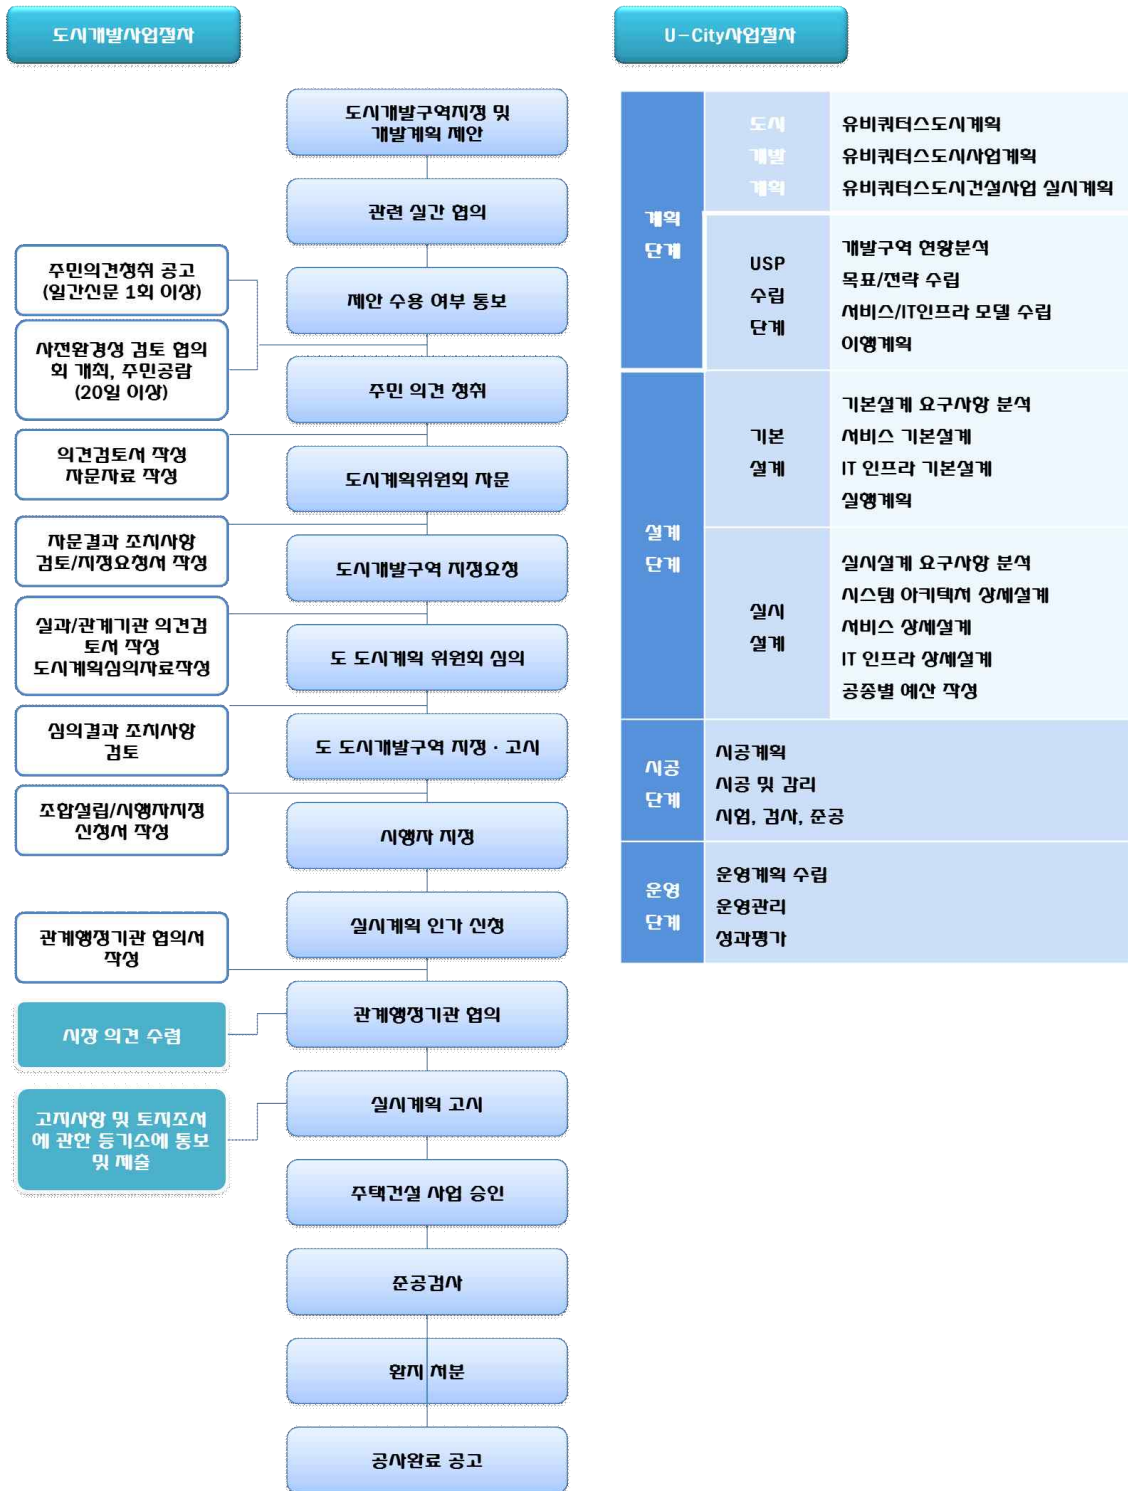 도시개발사업절차
도시개발구역지정 및
개발계획 제안
관련 실간 협의
주민의견청취 공고
(일간신문 1회 이상)
제안 수용 여부 통보
사전환경성 검토 협의
회 개최, 주민공람
(20일 이상)
주민 의견 청취
의견검토서 작성
자문자료 작성
도시계획위원회 자문
자문결과 조치사항
검토/지정요청서 작성
도시개발구역 지정요청
실과/관계기관 의견검
토서 작성
도시계획심의자료작성
도 도시계획 위원회 심의
심의결과 조치사항
검토
도 도시개발구역 지정 · 고시
조합설립/시행자지정
신청서 작성
시행자 지정
실시계획 인가 신청
관계행정기관 협의서
작성
관계행정기관 협의
시장 의견 수렴
실시계획 고시
고지사항 및 토지조서
에 관한 등기소에 통보
및 제출
주택건설 사업 승인
준공검사
환지 처분
공사완료 공고
U-City사업절차
계획
단계
도시
개발
계획
유비쿼터스도시계획
유비쿼터스도시사업계획
유비쿼터스도시건설사업 실시계획
USP
수립
단계
개발구역 현황분석
목표/전략 수립
서비스/IT인프라 모델 수립
이행계획
설계
단계
기본
설계
기본설계 요구사항 분석
서비스 기본설계
IT 인프라 기본설계
실행계획
실시
설계
실시설계 요구사항 분석
시스템 아키텍처 상세설계
서비스 상세설계
IT 인프라 상세설계
공종별 예산 작성
시공
단계
시공계획
시공 및 감리
시험, 검사, 준공
운영
단계
운영계획 수립
운영관리
성과평가